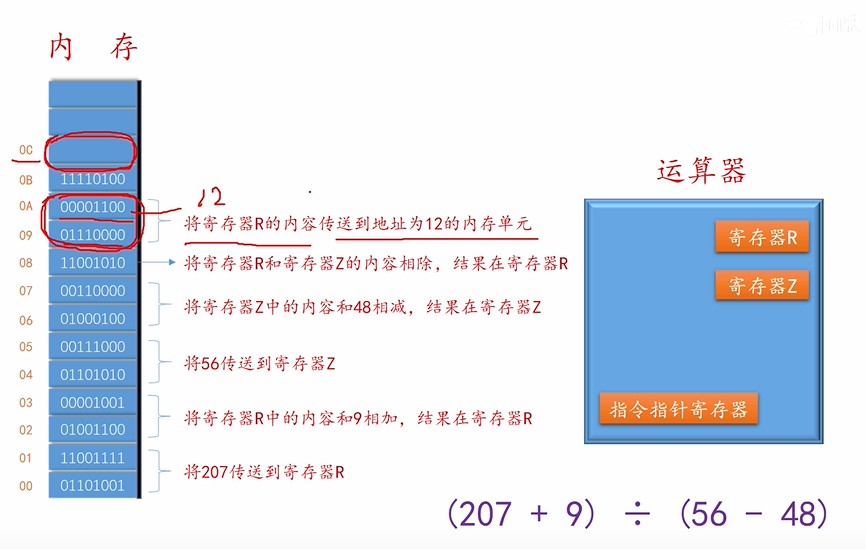 内 存
0C
0B 11110100
12
0A 00001100
将寄存器R的内容传送到地址为12的内存单元
09 01110000
08 11001010 将寄存器R和寄存器Z的内容相除，结果在寄存器R
07 00110000
将寄存器Z中的内容和48相减，结果在寄存器Z
06 01000100
05 00111000
将56传送到寄存器Z
04 01101010
03 00001001
将寄存器R中的内容和9相加，结果在寄存器R
02 01001100
01 11001111
将207传送到寄存器R
00 01101001
运算器
寄存器R
寄存器Z
指令指针寄存器
(207 + 9) ÷ (56 - 48)